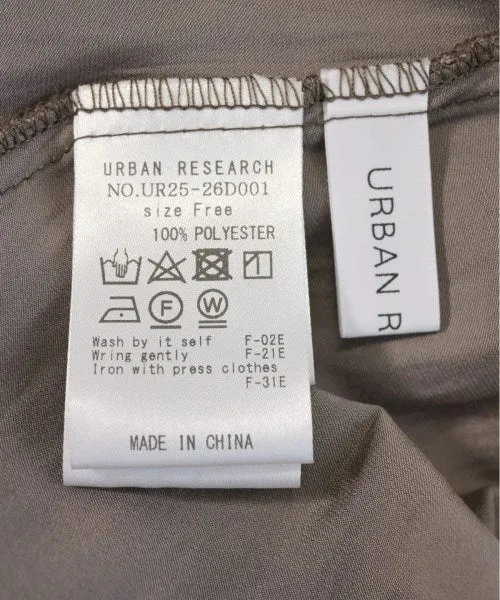 URBAN RESEARCH
NO.UR25-26D001
size Free
100% POLYESTER
F
W
Wash by it self F-02E
Wring gently F-21E
Iron with press clothes
F-31E
MADE IN CHINA
URBAN R